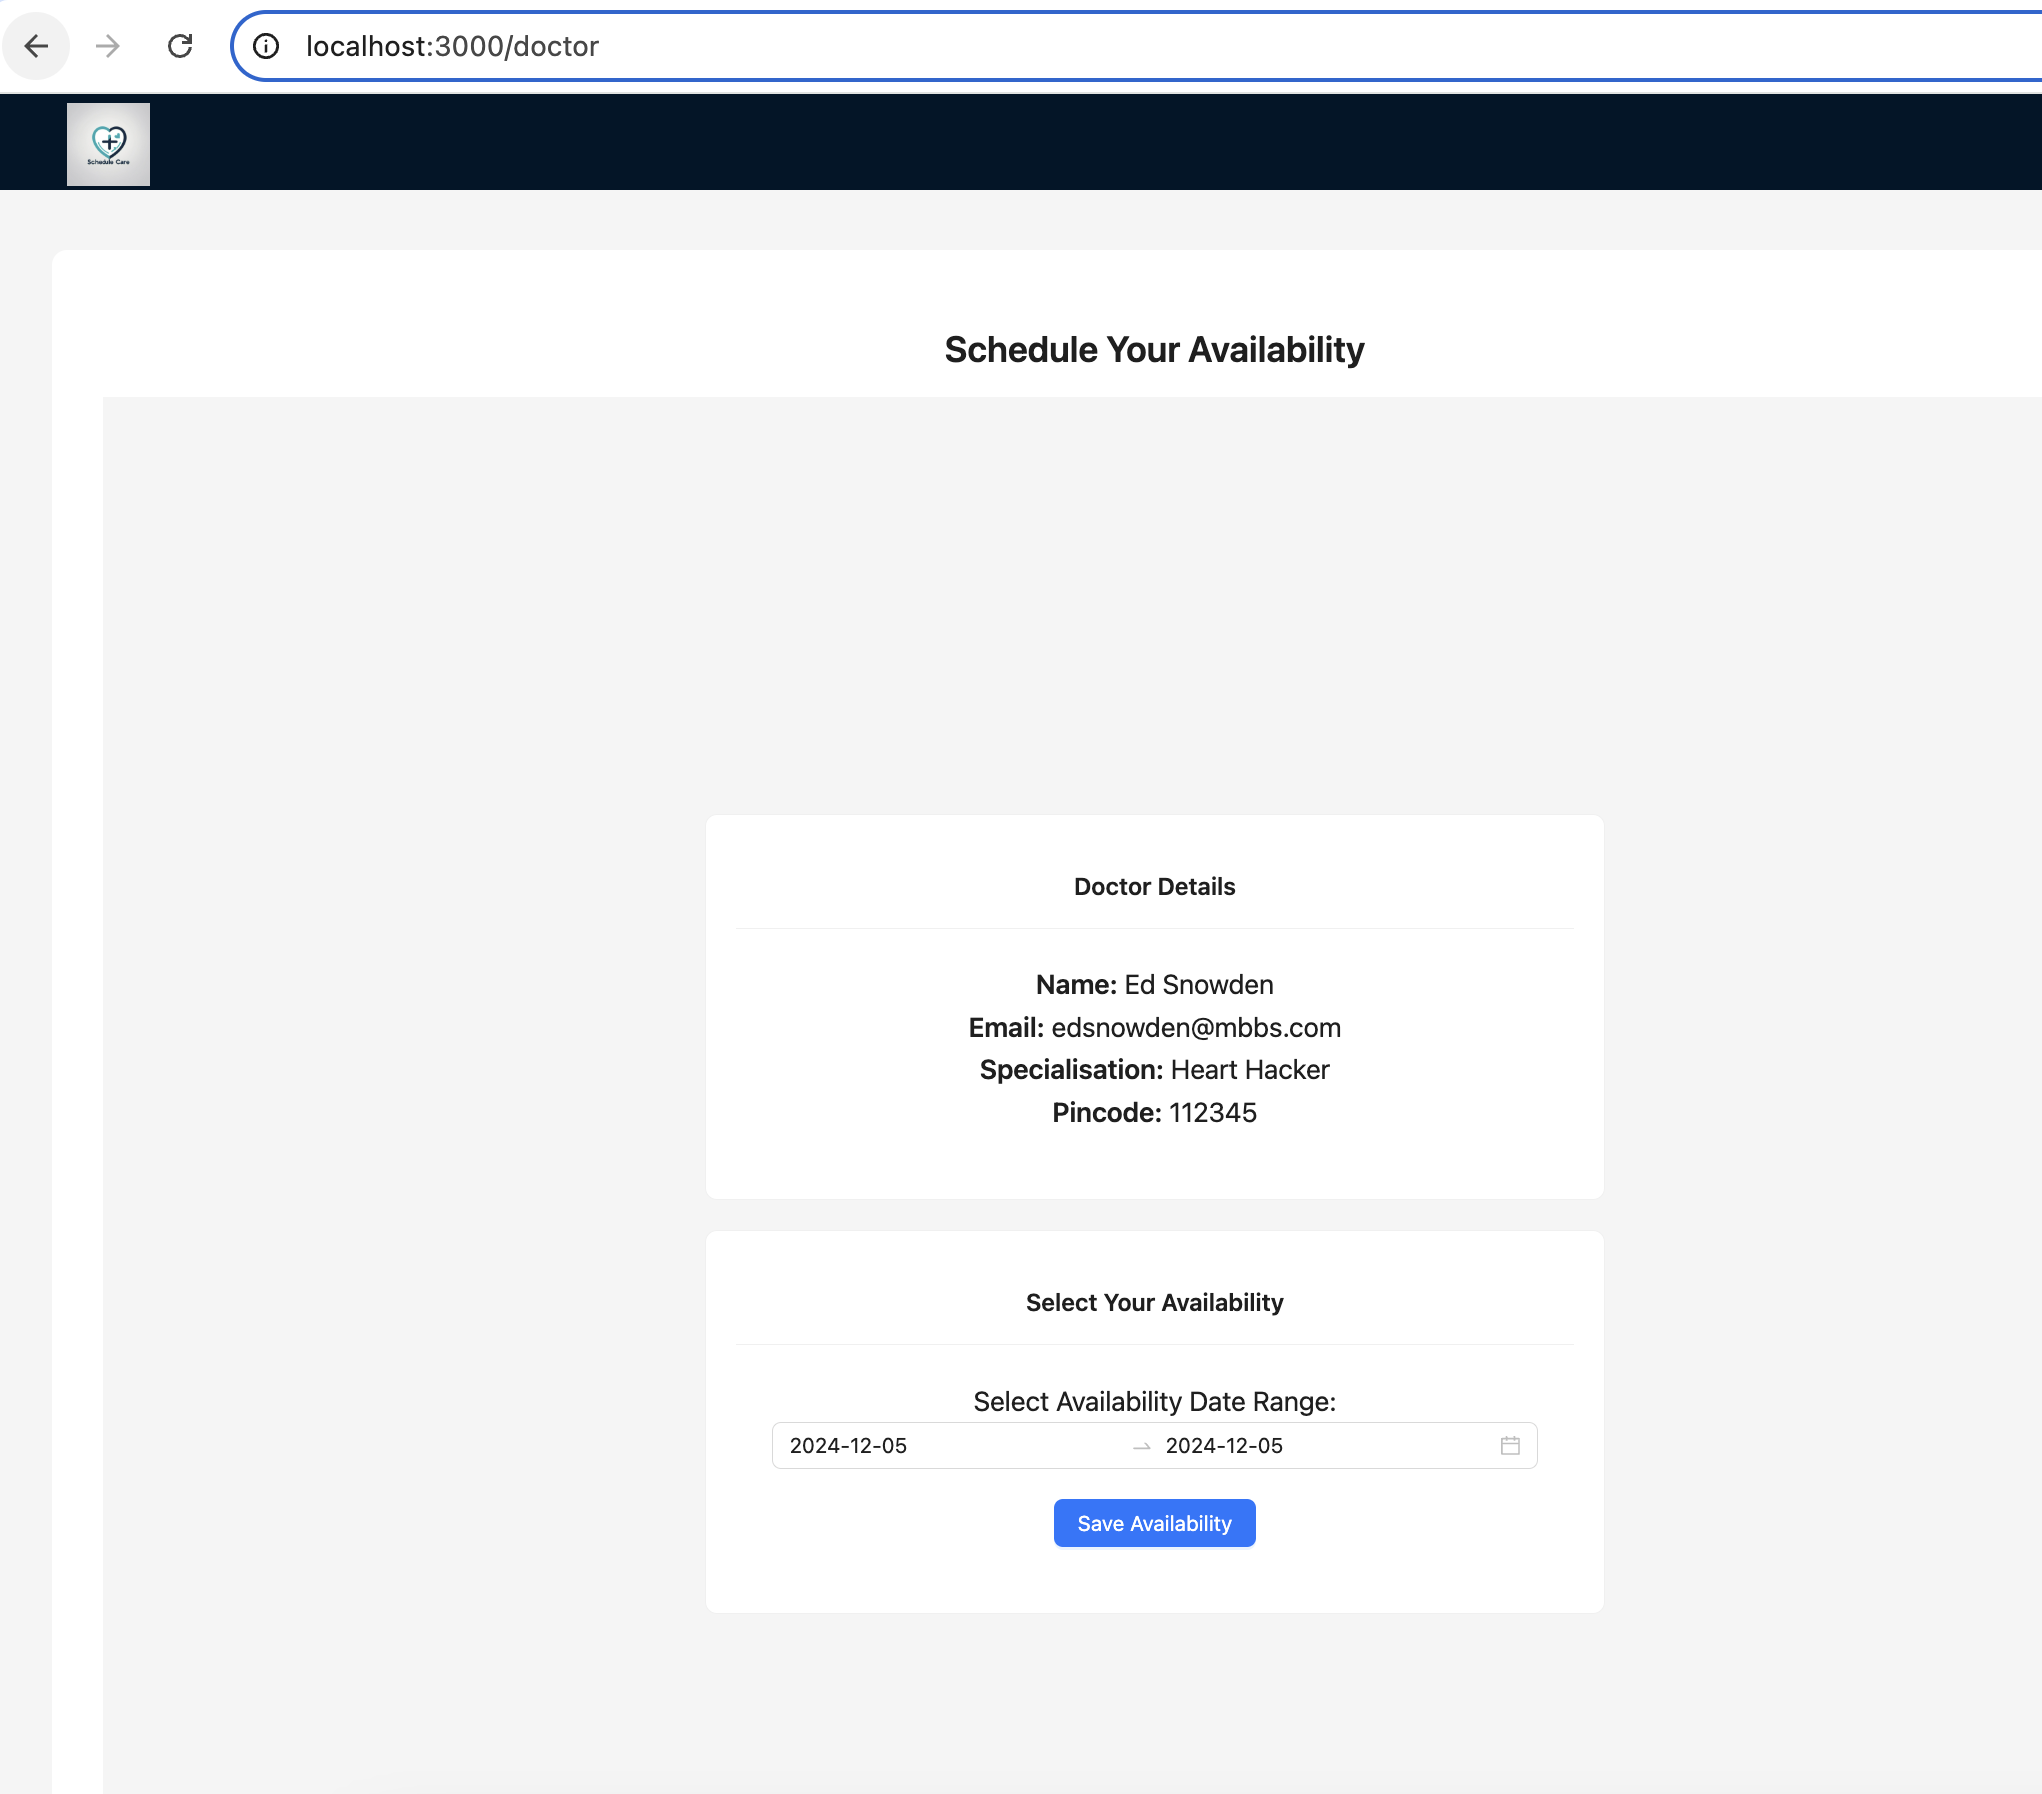 localhost:3000/doctor
Schedule Care
Schedule Your Availability
Doctor Details
Name: Ed Snowden
Email: edsnowden@mbbs.com
Specialisation: Heart Hacker
Pincode: 112345
Select Your Availability
Select Availability Date Range:
2024-12-05 → 2024-12-05
Save Availability